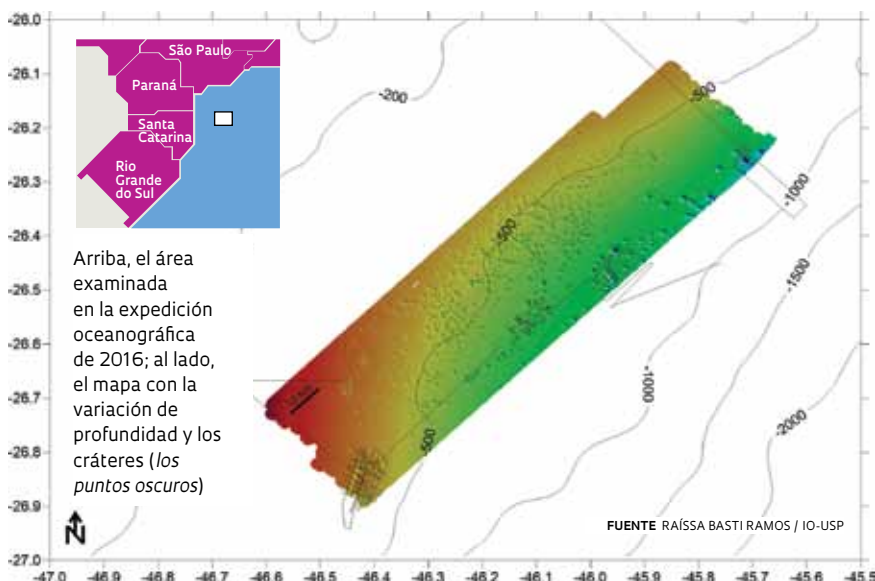 -26.0
-26.1
-26.2
-26.3
-26.4
-26.5
-26.6
-26.7
-26.8
-26.9
-27.0
São Paulo
Paraná
Santa
Catarina
Rio
Grande
do Sul
Arriba, el área
examinada
en la expedición
oceanográfica
de 2016; al lado,
el mapa con la
variación de
profundidad y los
cráteres (los
puntos oscuros)
N
-200
-500
-500
-500
-1000
-1000
-1500
-2000
FUENTE RAÍSSA BASTI RAMOS / IO-USP
-47.0 -46.9 -46.8 -46.7 -46.6 -46.5 -46.4 -46.3 -46.2 -46.1 -46.0 -45.9 -45.8 -45.7 -45.6 -45.5